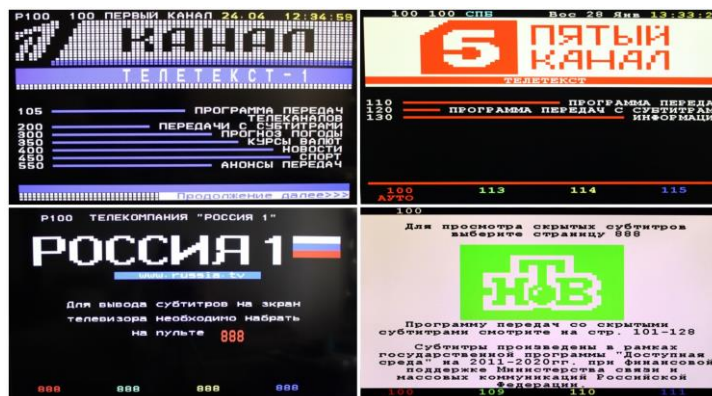 P100 100 ПЕРВЫЙ КАНАЛ 24.04 12:34:59
КАНАЛ
ТЕЛЕТЕКСТ-1
105 ПРОГРАММА ПЕРЕДАЧ
ТЕЛЕКАНАЛОВ
200 ПЕРЕДАЧИ С СУБТИТРАМИ
300 ПРОГНОЗ ПОГОДЫ
350 КУРСЫ ВАЛЮТ
400 НОВОСТИ
450 СПОРТ
550 АНОНСЫ ПЕРЕДАЧ
Продолжение далее>>>
100 100 СПБ Вос 28 Янв 13:33:2
5 ПЯТЫЙ
КАНАЛ
ТЕЛЕТЕКСТ
110 ПРОГРАММА ПЕРЕДА
120 ПРОГРАММА ПЕРЕДАЧ С СУБТИТРАМ
130 ИНФОРМАЦИ
100 113 114 115
АУТО
P100 ТЕЛЕКОМПАНИЯ "РОССИЯ 1"
РОССИЯ 1
www.russia.tv
Для вывода субтитров на экран
телевизора необходимо набрать
на пульте 888
888 888 888 888
100
Для просмотра скрытых субтитров
выберите страницу 888
НТВ
Программу передач со скрытыми
субтитрами смотрите на стр. 101-128
Субтитры произведены в рамках
государственной программы "Доступная
среда" на 2011-2020гг. при финансовой
поддержке Министерства связи и
массовых коммуникаций Российской
Федерации.
100 109 110 111